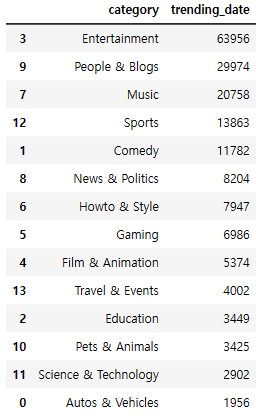 category trending_date
3 Entertainment 63956
9 People & Blogs 29974
7 Music 20758
12 Sports 13863
1 Comedy 11782
8 News & Politics 8204
6 Howto & Style 7947
5 Gaming 6986
4 Film & Animation 5374
13 Travel & Events 4002
2 Education 3449
10 Pets & Animals 3425
11 Science & Technology 2902
0 Autos & Vehicles 1956